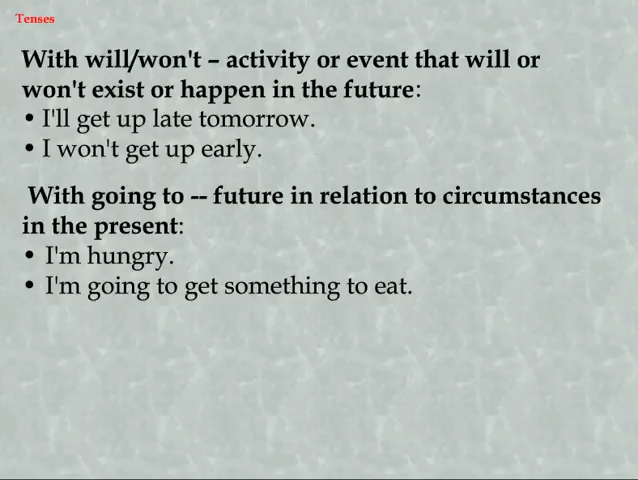 Tenses
With will/won't – activity or event that will or
won't exist or happen in the future:
• I'll get up late tomorrow.
• I won't get up early.
With going to -- future in relation to circumstances
in the present:
• I'm hungry.
• I'm going to get something to eat.